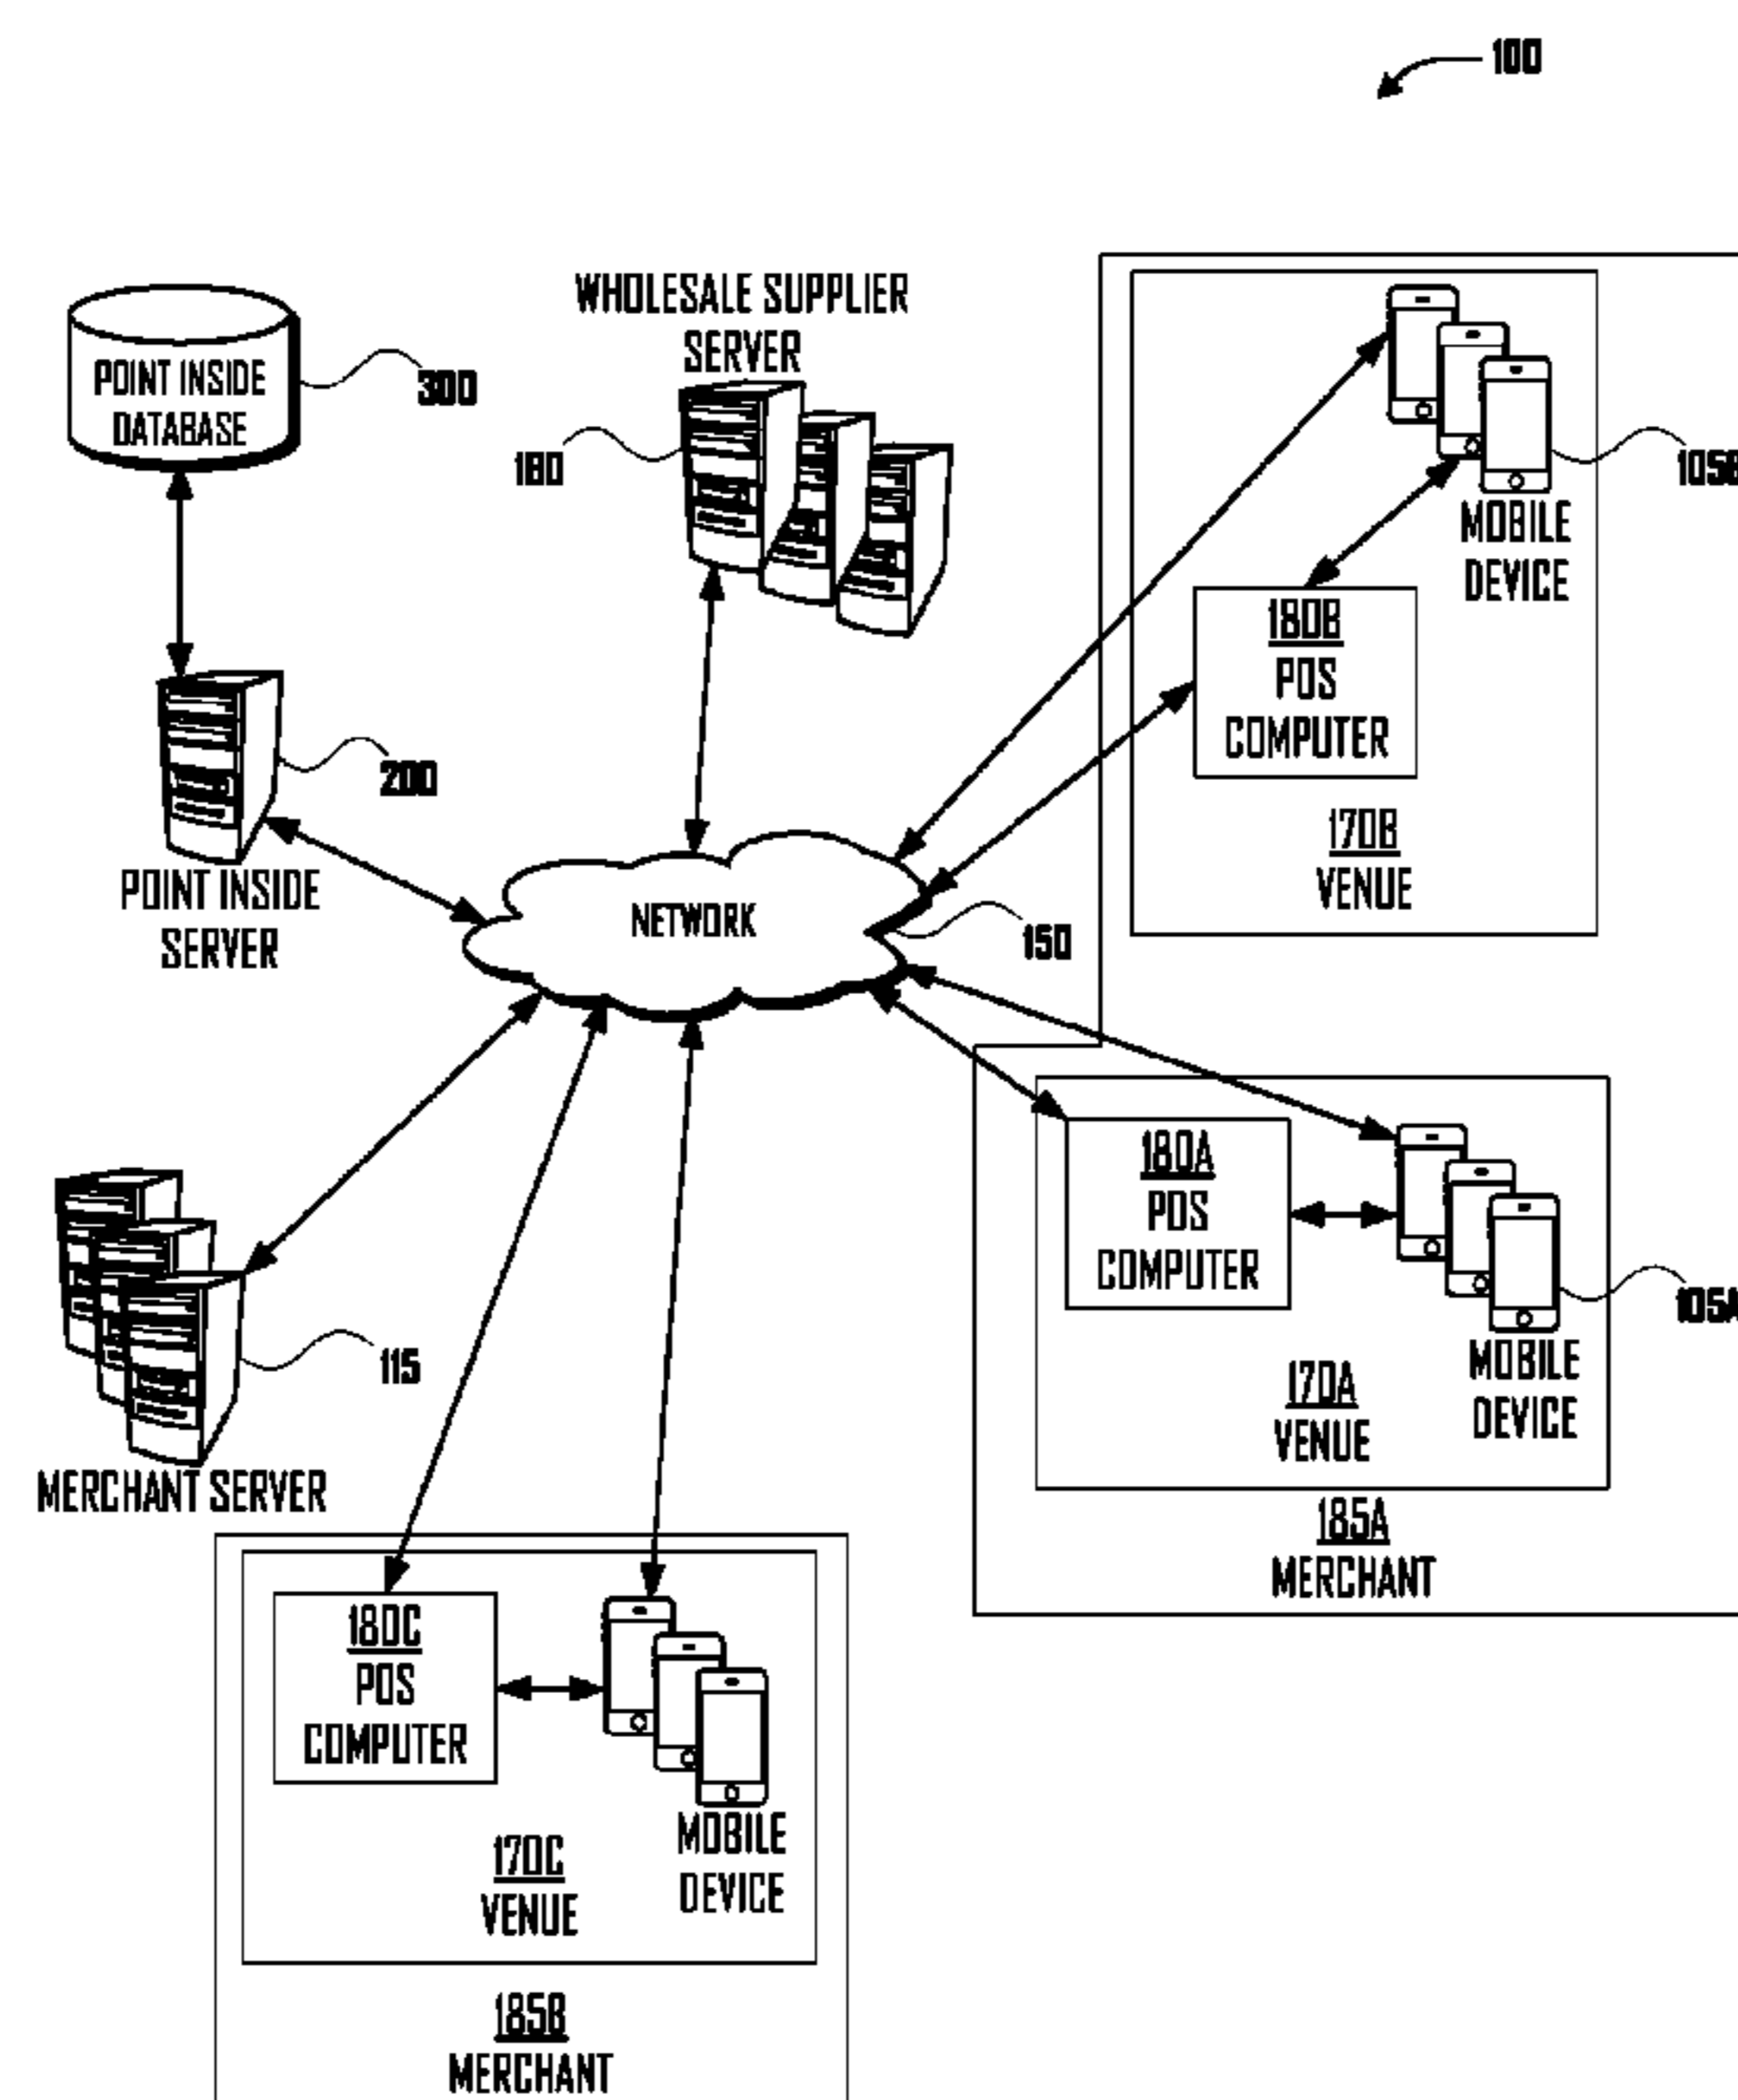 100
WHOLESALE SUPPLIER
SERVER
POINT INSIDE
DATABASE
300
180
105B
MOBILE
DEVICE
180B
POS
COMPUTER
170B
VENUE
200
POINT INSIDE
SERVER
NETWORK
150
180A
POS
COMPUTER
105A
MOBILE
DEVICE
170A
VENUE
185A
MERCHANT
115
MERCHANT SERVER
180C
POS
COMPUTER
MOBILE
DEVICE
170C
VENUE
185B
MERCHANT